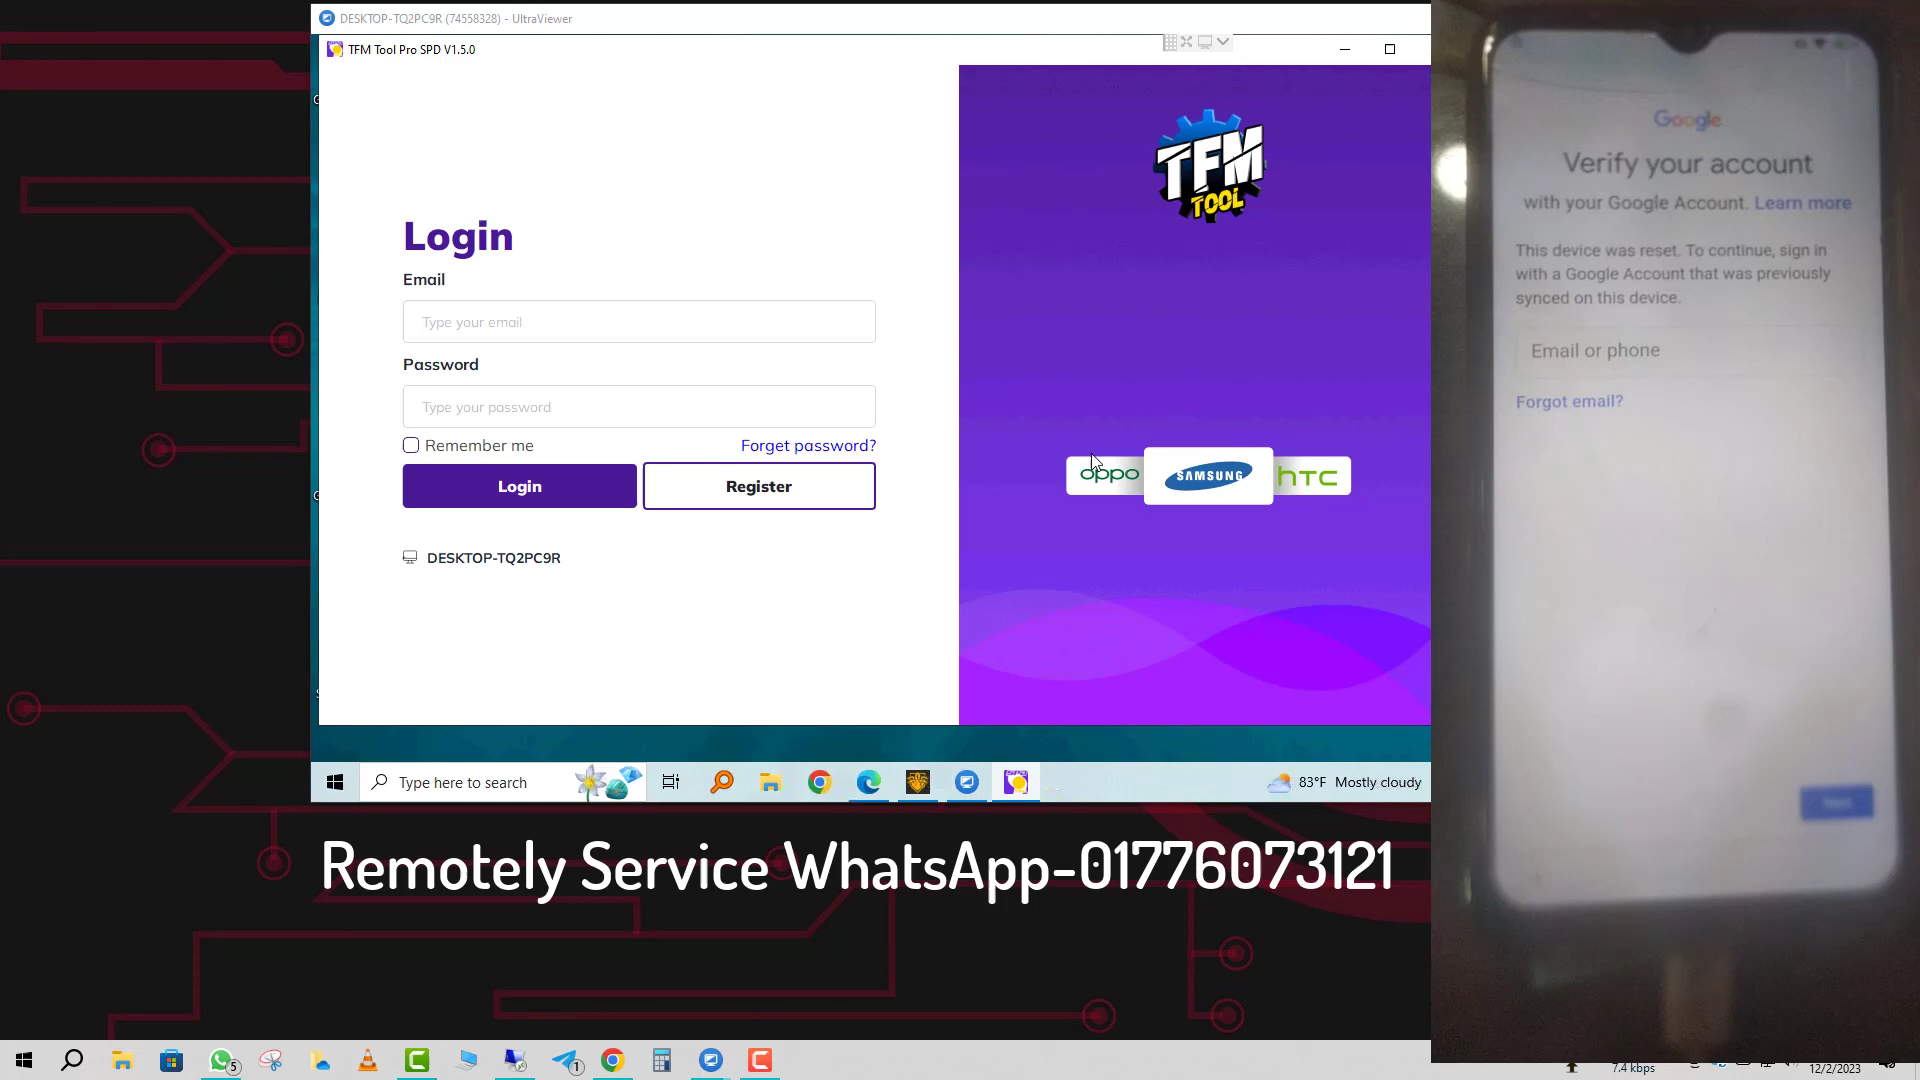 DESKTOP-TQ2PC9R (74558328) - UltraViewer
TFM Tool Pro SPD V1.5.0
Login
Email
Type your email
Password
Type your password
Remember me
Forget password?
Login
Register
DESKTOP-TQ2PC9R
TFM
TOOL
oppo
SAMSUNG
hTC
Type here to search
83°F Mostly cloudy
Remotely Service WhatsApp-01776073121
Google
Verify your account
with your Google Account. Learn more
This device was reset. To continue, sign in
with a Google Account that was previously
synced on this device.
Email or phone
Forgot email?
Next
5
1
7.4 kbps
12/2/2023